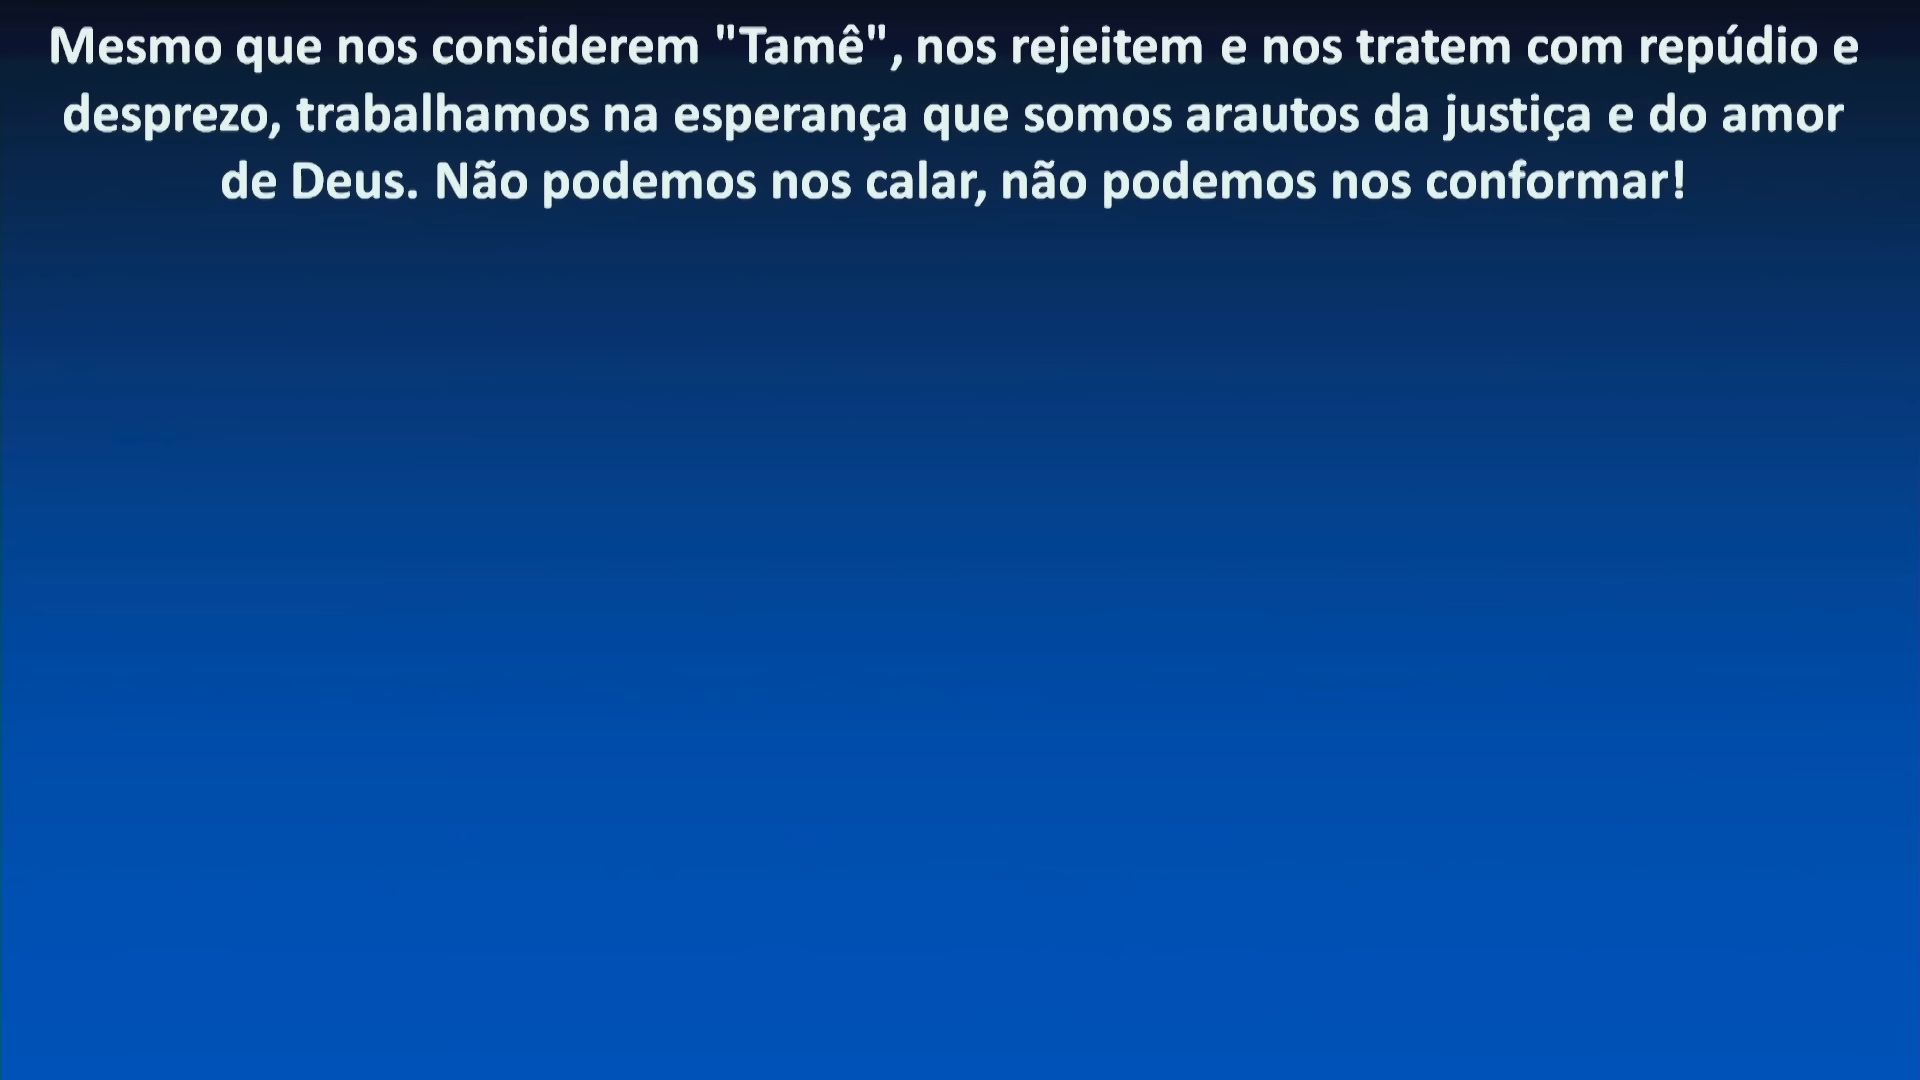 Mesmo que nos considerem "Tamê", nos rejeitem e nos tratem com repúdio e
desprezo, trabalhamos na esperança que somos arautos da justiça e do amor
de Deus. Não podemos nos calar, não podemos nos conformar!